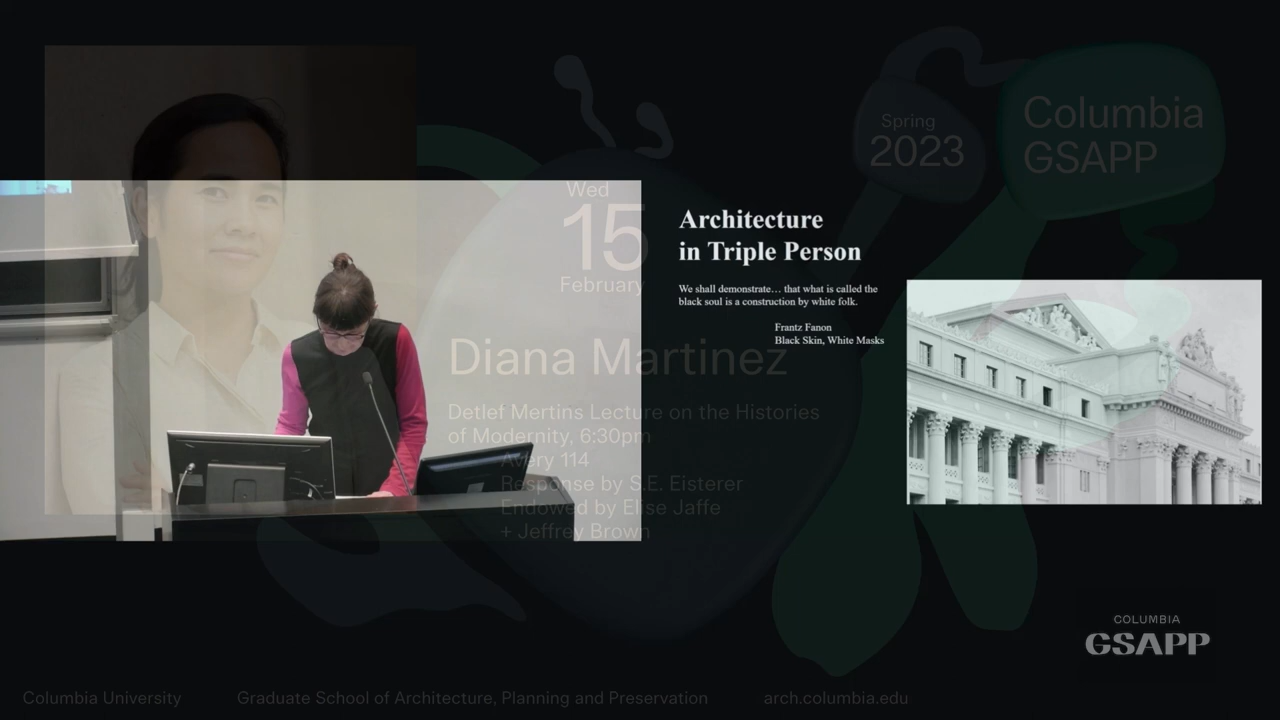 Spring
2023
Columbia
GSAPP
Wed
15
February
Architecture
in Triple Person
We shall demonstrate… that what is called the
black soul is a construction by white folk.
Frantz Fanon
Black Skin, White Masks
Diana Martinez
Detlef Mertins Lecture on the Histories
of Modernity, 6:30pm
Avery 114
Response by S.E. Eisterer
Endowed by Elise Jaffe
+ Jeffrey Brown
COLUMBIA
GSAPP
Columbia University
Graduate School of Architecture, Planning and Preservation
arch.columbia.edu